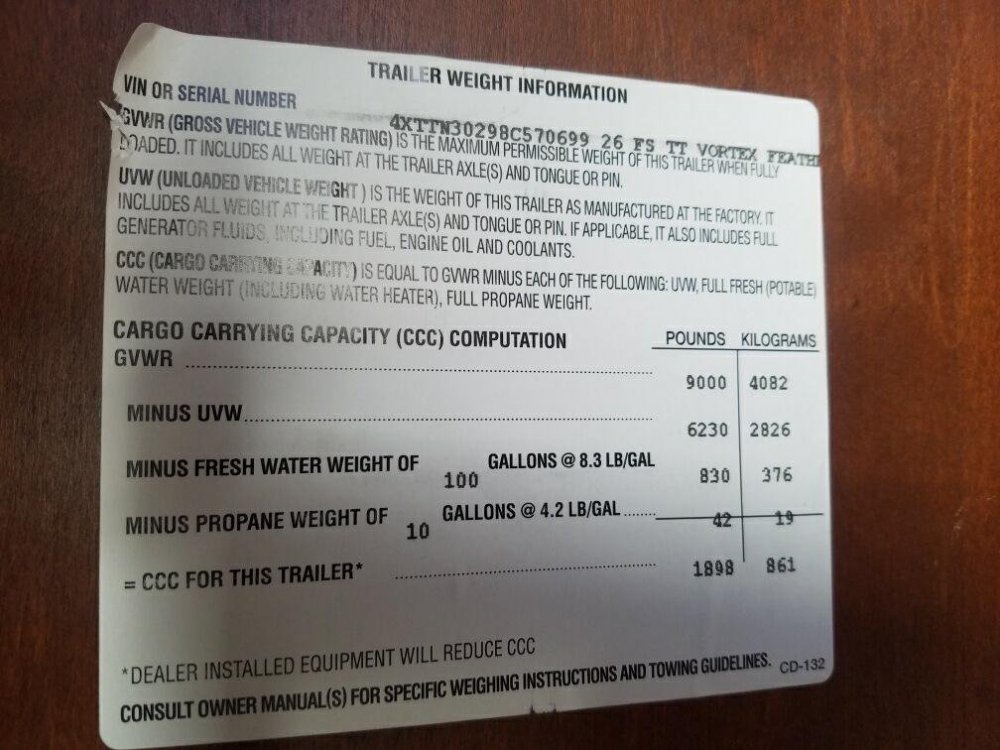 TRAILER WEIGHT INFORMATION
VIN OR SERIAL NUMBER
4XTTN30298C570699 26 FS TT VORTEX FEATH
GVWR (GROSS VEHICLE WEIGHT RATING) IS THE MAXIMUM PERMISSIBLE WEIGHT OF THIS TRAILER WHEN FULLY
LOADED. IT INCLUDES ALL WEIGHT AT THE TRAILER AXLE(S) AND TONGUE OR PIN.
UVW (UNLOADED VEHICLE WEIGHT ) IS THE WEIGHT OF THIS TRAILER AS MANUFACTURED AT THE FACTORY. IT
INCLUDES ALL WEIGHT AT THE TRAILER AXLE(S) AND TONGUE OR PIN. IF APPLICABLE, IT ALSO INCLUDES FULL
GENERATOR FLUIDS, INCLUDING FUEL, ENGINE OIL AND COOLANTS.
CCC (CARGO CARRYING CAPACITY) IS EQUAL TO GVWR MINUS EACH OF THE FOLLOWING: UVW, FULL FRESH (POTABLE)
WATER WEIGHT (INCLUDING WATER HEATER), FULL PROPANE WEIGHT.
CARGO CARRYING CAPACITY (CCC) COMPUTATION POUNDS KILOGRAMS
GVWR 9000 4082
MINUS UVW 6230 2826
MINUS FRESH WATER WEIGHT OF 100 GALLONS @ 8.3 LB/GAL 830 376
MINUS PROPANE WEIGHT OF 10 GALLONS @ 4.2 LB/GAL 42 19
= CCC FOR THIS TRAILER* 1898 861
*DEALER INSTALLED EQUIPMENT WILL REDUCE CCC
CONSULT OWNER MANUAL(S) FOR SPECIFIC WEIGHING INSTRUCTIONS AND TOWING GUIDELINES. CD-132